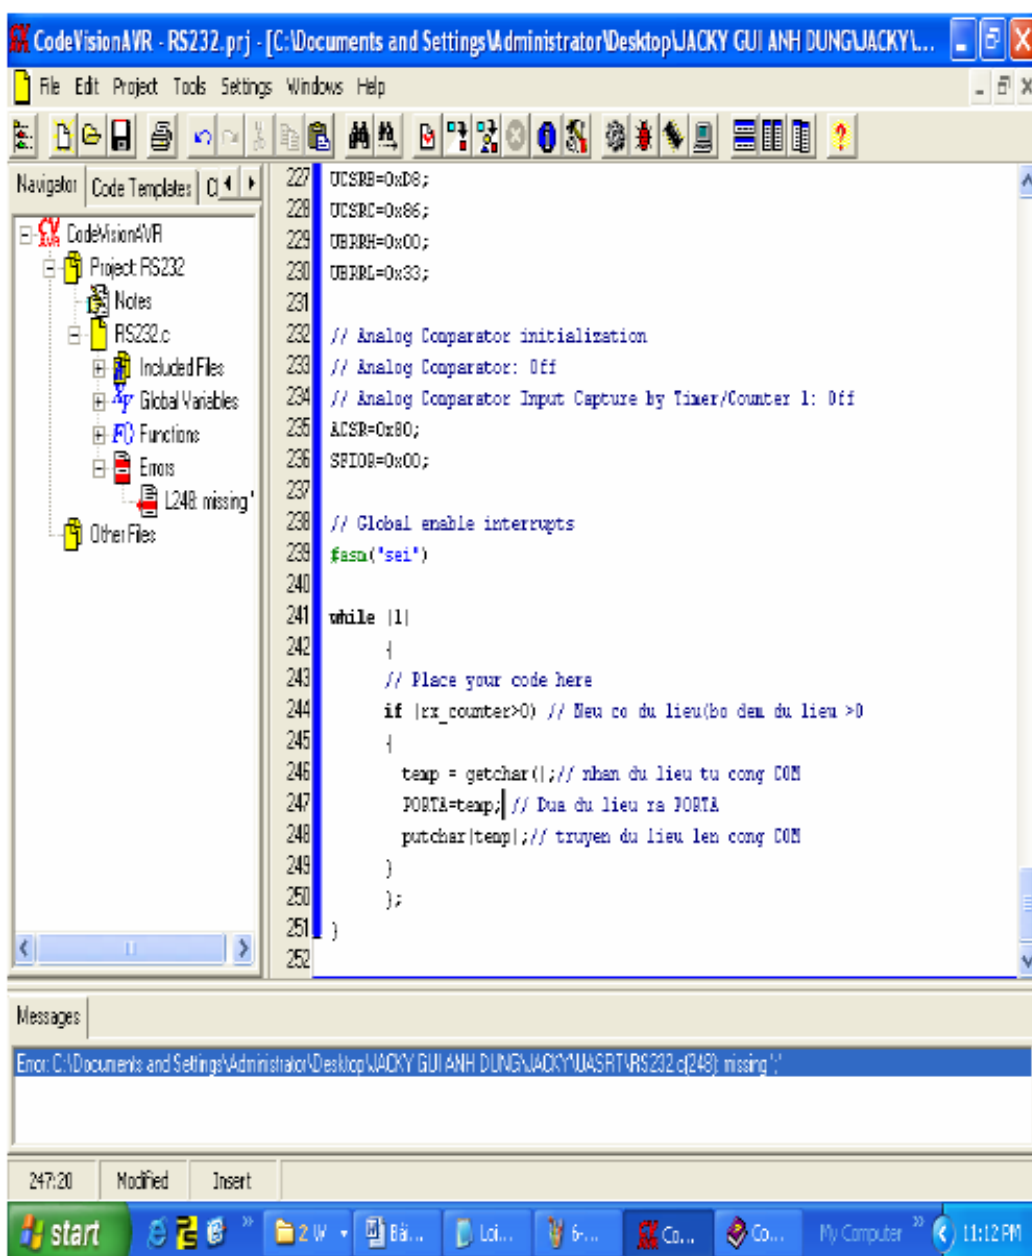 CodeVisionAVR - RS232.prj - [C:\Documents and Settings\Administrator\Desktop\JACKY GUI ANH DUNG\JACKY\...
File Edit Project Tools Settings Windows Help
Navigator Code Templates
CodeVisionAVR
Project: RS232
Notes
RS232.c
Included Files
Global Variables
Functions
Errors
L248: missing '
Other Files
227 UCSRB=0xD8;
228 UCSRC=0x86;
229 UBRRH=0x00;
230 UBRRL=0x33;
231
232 // Analog Comparator initialization
233 // Analog Comparator: Off
234 // Analog Comparator Input Capture by Timer/Counter 1: Off
235 ACSR=0x80;
236 SFIOR=0x00;
237
238 // Global enable interrupts
239 #asm("sei")
240
241 while (1)
242 {
243 // Place your code here
244 if (rx_counter>0) // Neu co du lieu(bo dem du lieu >0
245 {
246 temp = getchar();// nhan du lieu tu cong COM
247 PORTA=temp; // Dua du lieu ra PORTA
248 putchar(temp);// truyen du lieu len cong COM
249 }
250 };
251 }
252
Messages
Error: C:\Documents and Settings\Administrator\Desktop\JACKY GUI ANH DUNG\JACKY\UASRT\RS232.c(248): missing ';'
247:20 Modified Insert
start 2 W Bài... Loi... 6-... Co... Co... My Computer 11:12 PM